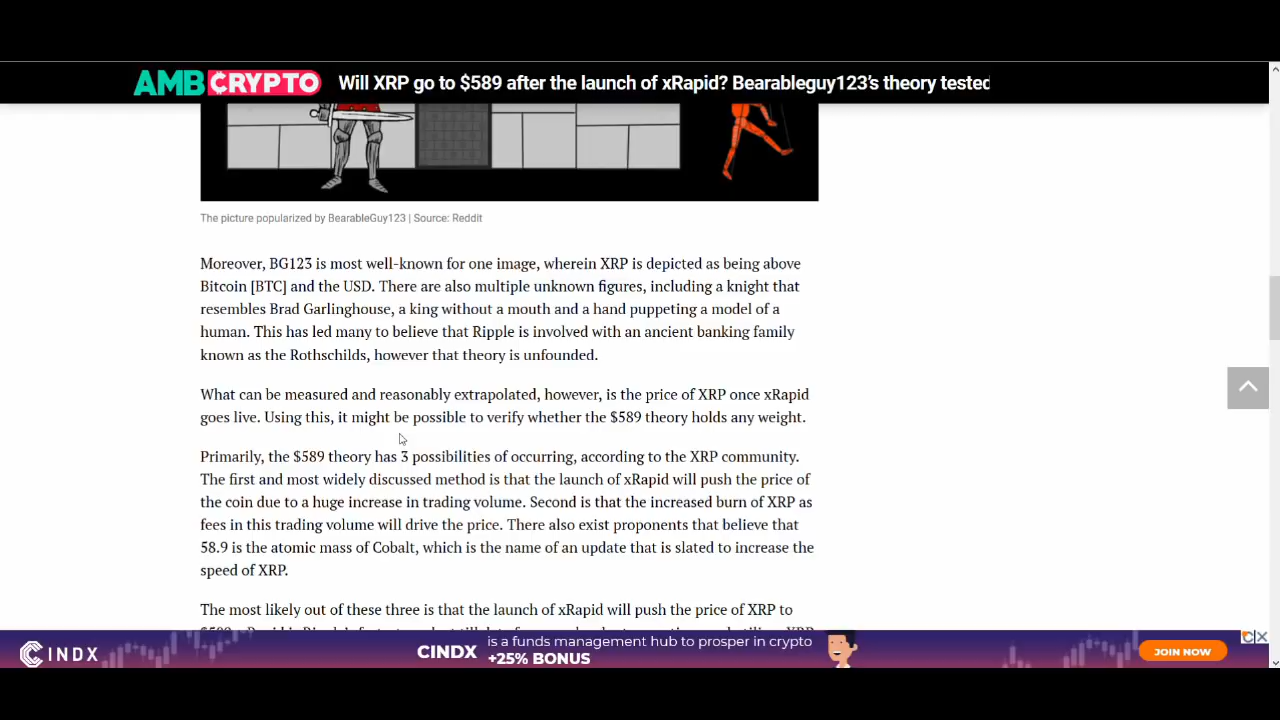 AMBCRYPTO
Will XRP go to $589 after the launch of xRapid? Bearableguy123's theory tested
The picture popularized by BearableGuy123 | Source: Reddit
Moreover, BG123 is most well-known for one image, wherein XRP is depicted as being above
Bitcoin [BTC] and the USD. There are also multiple unknown figures, including a knight that
resembles Brad Garlinghouse, a king without a mouth and a hand puppeting a model of a
human. This has led many to believe that Ripple is involved with an ancient banking family
known as the Rothschilds, however that theory is unfounded.
What can be measured and reasonably extrapolated, however, is the price of XRP once xRapid
goes live. Using this, it might be possible to verify whether the $589 theory holds any weight.
Primarily, the $589 theory has 3 possibilities of occurring, according to the XRP community.
The first and most widely discussed method is that the launch of xRapid will push the price of
the coin due to a huge increase in trading volume. Second is that the increased burn of XRP as
fees in this trading volume will drive the price. There also exist proponents that believe that
58.9 is the atomic mass of Cobalt, which is the name of an update that is slated to increase the
speed of XRP.
The most likely out of these three is that the launch of xRapid will push the price of XRP to
CINDX
CINDX
is a funds management hub to prosper in crypto
+25% BONUS
JOIN NOW